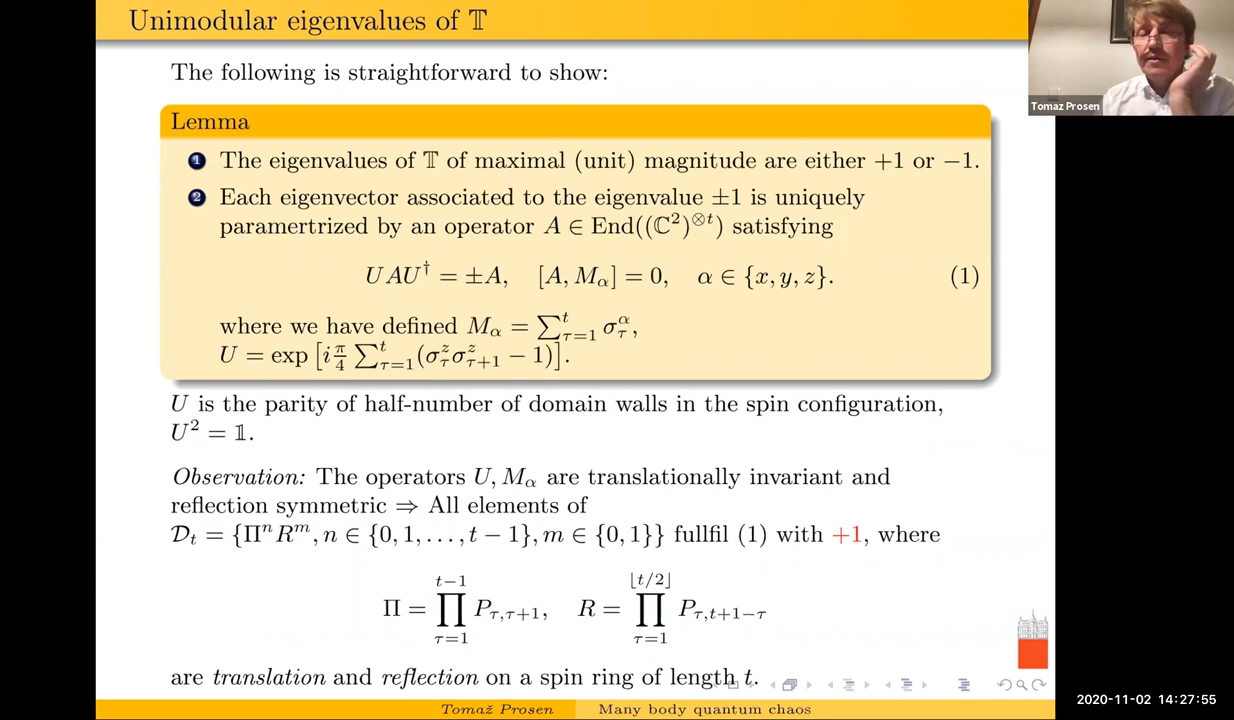 Unimodular eigenvalues of 𝕋
The following is straightforward to show:
Lemma
1 The eigenvalues of 𝕋 of maximal (unit) magnitude are either +1 or −1.
2 Each eigenvector associated to the eigenvalue ±1 is uniquely
paramertrized by an operator A ∈ End((ℂ²)^{⊗t}) satisfying
UAU† = ±A, [A, M_α] = 0, α ∈ {x, y, z}. (1)
where we have defined M_α = ∑_{τ=1}^{t} σ_τ^α,
U = exp [i π/4 ∑_{τ=1}^{t} (σ_τ^z σ_{τ+1}^z − 1)].
U is the parity of half-number of domain walls in the spin configuration,
U² = 𝟙.
Observation: The operators U, M_α are translationally invariant and
reflection symmetric ⇒ All elements of
𝒟_t = {Π^n R^m, n ∈ {0, 1, …, t − 1}, m ∈ {0, 1}} fullfil (1) with +1, where
Π = ∏_{τ=1}^{t−1} P_{τ,τ+1}, R = ∏_{τ=1}^{⌊t/2⌋} P_{τ,t+1−τ}
are translation and reflection on a spin ring of length t.
Tomaž Prosen Many body quantum chaos
Tomaz Prosen
2020-11-02 14:27:55